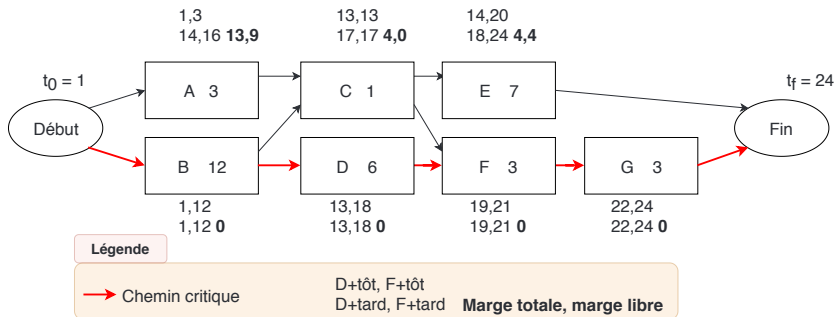 1,3
14,16 13,9
13,13
17,17 4,0
14,20
18,24 4,4
t0 = 1
tf = 24
A 3
C 1
E 7
Début
Fin
B 12
D 6
F 3
G 3
1,12
1,12 0
13,18
13,18 0
19,21
19,21 0
22,24
22,24 0
Légende
Chemin critique
D+tôt, F+tôt
D+tard, F+tard Marge totale, marge libre